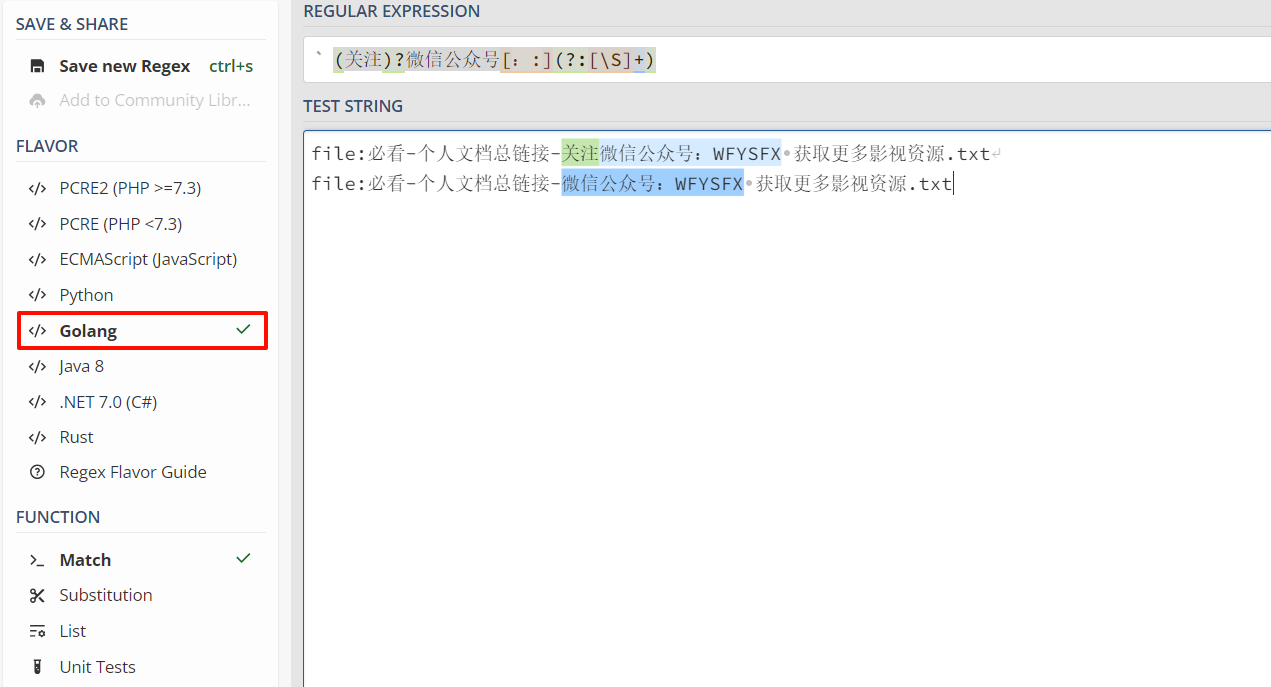 SAVE & SHARE
Save new Regex ctrl+s
Add to Community Libr...
FLAVOR
PCRE2 (PHP >=7.3)
PCRE (PHP <7.3)
ECMAScript (JavaScript)
Python
Golang
Java 8
.NET 7.0 (C#)
Rust
Regex Flavor Guide
FUNCTION
Match
Substitution
List
Unit Tests
REGULAR EXPRESSION
` (关注)?微信公众号[：:](?:[\S]+)
TEST STRING
file:必看-个人文档总链接-关注微信公众号：WFYSFX•获取更多影视资源.txt↵
file:必看-个人文档总链接-微信公众号：WFYSFX•获取更多影视资源.txt